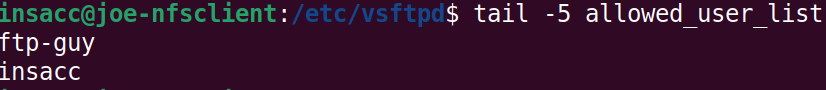 insacc@joe-nfsclient:/etc/vsftpd$ tail -5 allowed_user_list
ftp-guy
insacc